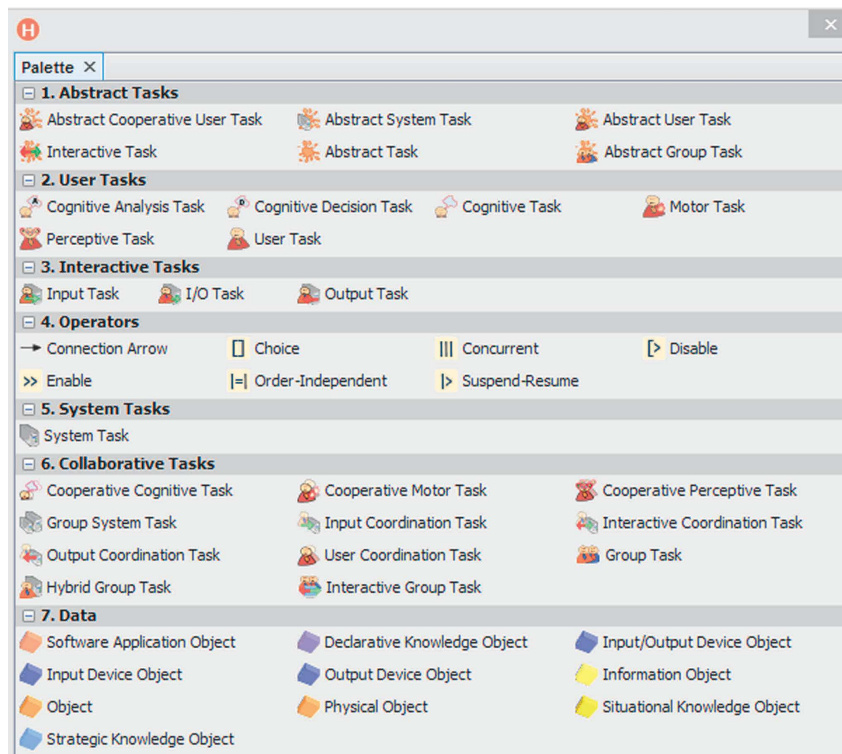 H
Palette ×
1. Abstract Tasks
Abstract Cooperative User Task Abstract System Task Abstract User Task
Interactive Task Abstract Task Abstract Group Task
2. User Tasks
Cognitive Analysis Task Cognitive Decision Task Cognitive Task Motor Task
Perceptive Task User Task
3. Interactive Tasks
Input Task I/O Task Output Task
4. Operators
Connection Arrow [] Choice ||| Concurrent [> Disable
>> Enable |=| Order-Independent |> Suspend-Resume
5. System Tasks
System Task
6. Collaborative Tasks
Cooperative Cognitive Task Cooperative Motor Task Cooperative Perceptive Task
Group System Task Input Coordination Task Interactive Coordination Task
Output Coordination Task User Coordination Task Group Task
Hybrid Group Task Interactive Group Task
7. Data
Software Application Object Declarative Knowledge Object Input/Output Device Object
Input Device Object Output Device Object Information Object
Object Physical Object Situational Knowledge Object
Strategic Knowledge Object